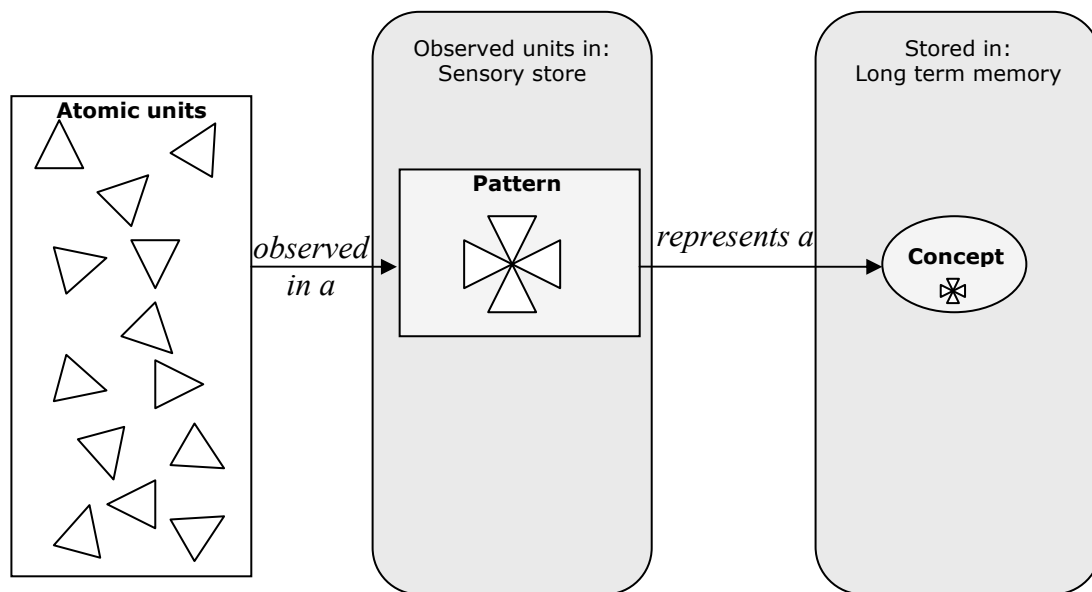 Atomic units
observed
in a
Observed units in:
Sensory store
Pattern
represents a
Stored in:
Long term memory
Concept